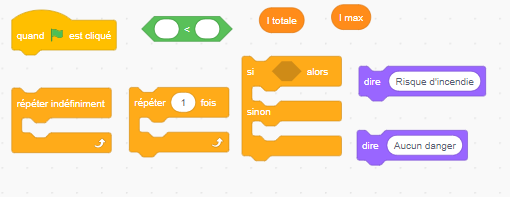 quand est cliqué
<
I totale
I max
répéter indéfiniment
répéter 1 fois
si alors
sinon
dire Risque d'incendie
dire Aucun danger